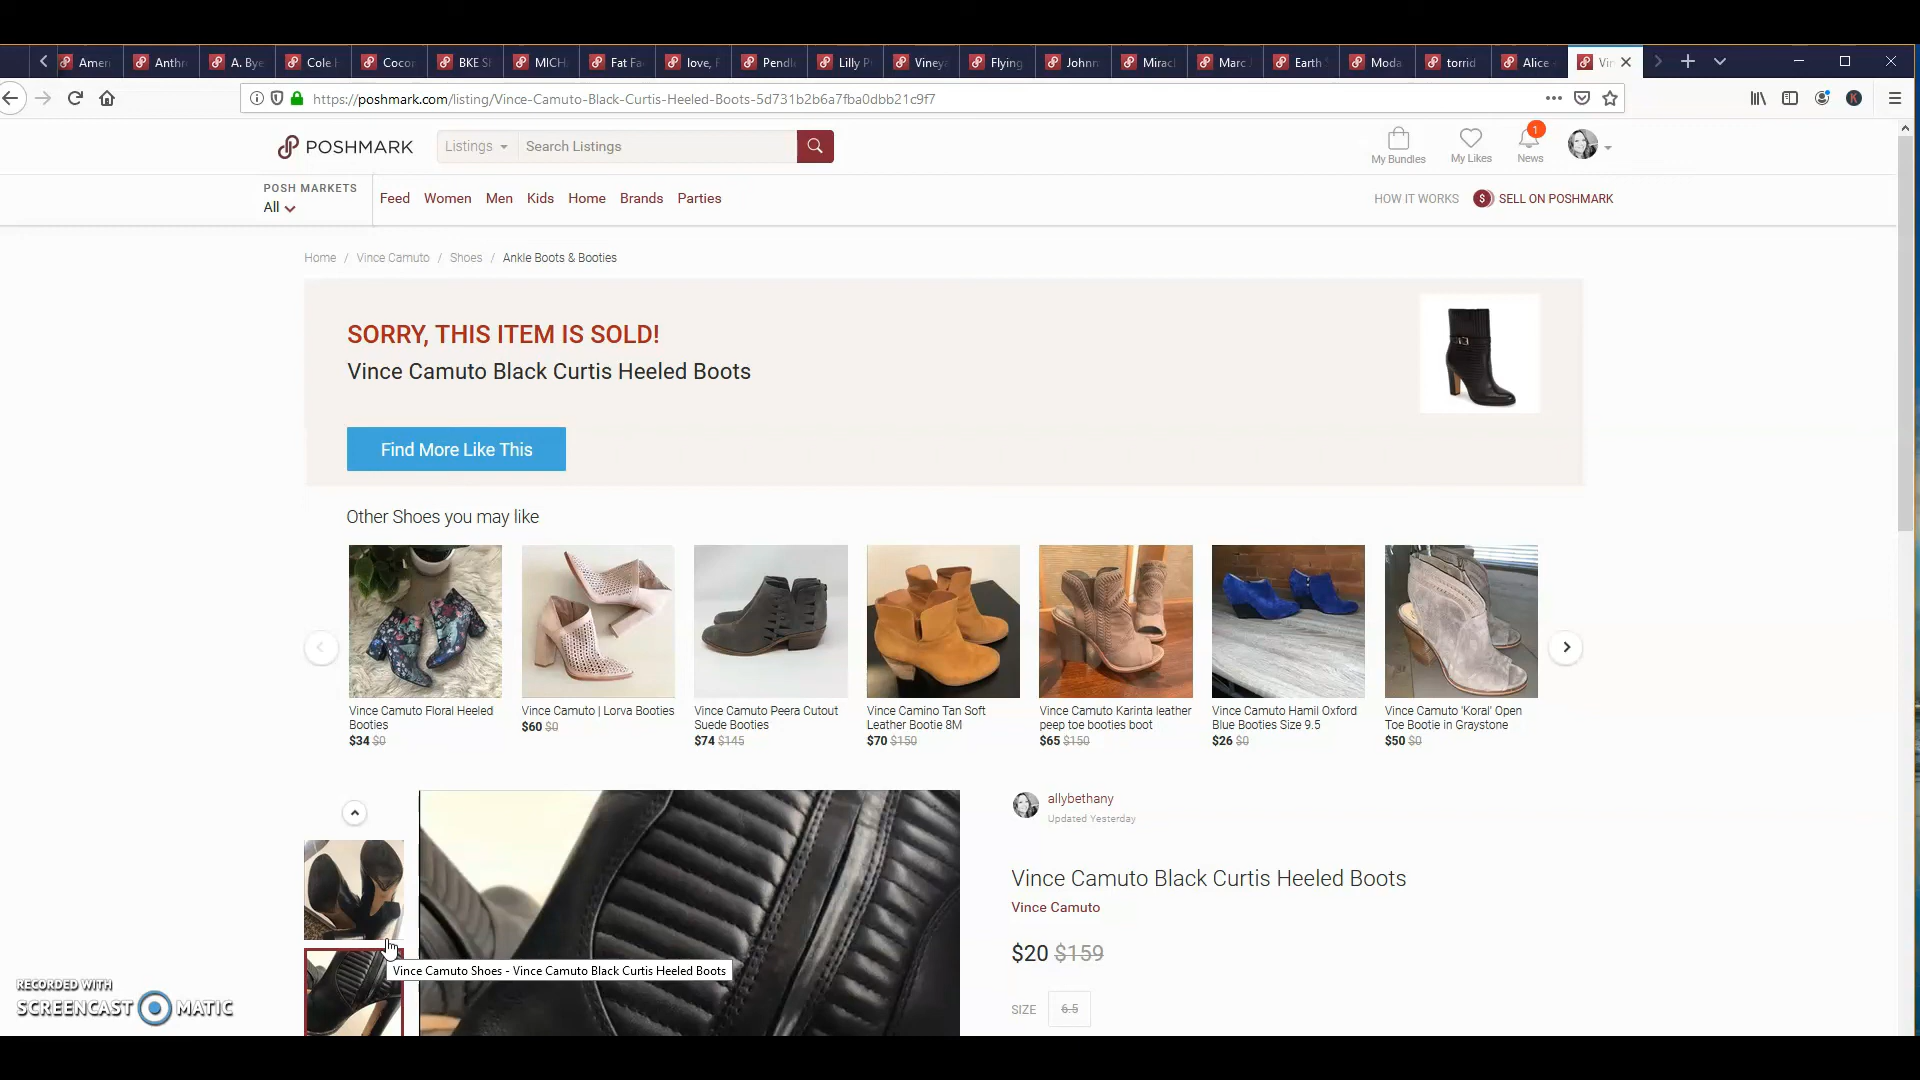 Ameri
Anthr
A. Bye
Cole H
Cocor
BKE S
MICH
Fat Fa
love, F
Pendl
Lilly P
Vineya
Flying
Johnn
Mirac
Marc
Earth
Moda
torrid
Alice
Vin
https://poshmark.com/listing/Vince-Camuto-Black-Curtis-Heeled-Boots-5d731b2b6a7fba0dbb21c9f7
K
POSHMARK
Listings
Search Listings
My Bundles
My Likes
1
News
POSH MARKETS
All
Feed
Women
Men
Kids
Home
Brands
Parties
HOW IT WORKS
$ SELL ON POSHMARK
Home / Vince Camuto / Shoes / Ankle Boots & Booties
SORRY, THIS ITEM IS SOLD!
Vince Camuto Black Curtis Heeled Boots
Find More Like This
Other Shoes you may like
Vince Camuto Floral Heeled
Booties
$34 $0
Vince Camuto | Lorva Booties
$60 $0
Vince Camuto Peera Cutout
Suede Booties
$74 $145
Vince Camino Tan Soft
Leather Bootie 8M
$70 $150
Vince Camuto Karinta leather
peep toe booties boot
$65 $150
Vince Camuto Hamil Oxford
Blue Booties Size 9.5
$26 $0
Vince Camuto 'Koral' Open
Toe Bootie in Graystone
$50 $0
allybethany
Updated Yesterday
Vince Camuto Black Curtis Heeled Boots
Vince Camuto
$20 $159
SIZE 6.5
Vince Camuto Shoes - Vince Camuto Black Curtis Heeled Boots
RECORDED WITH
SCREENCAST MATIC